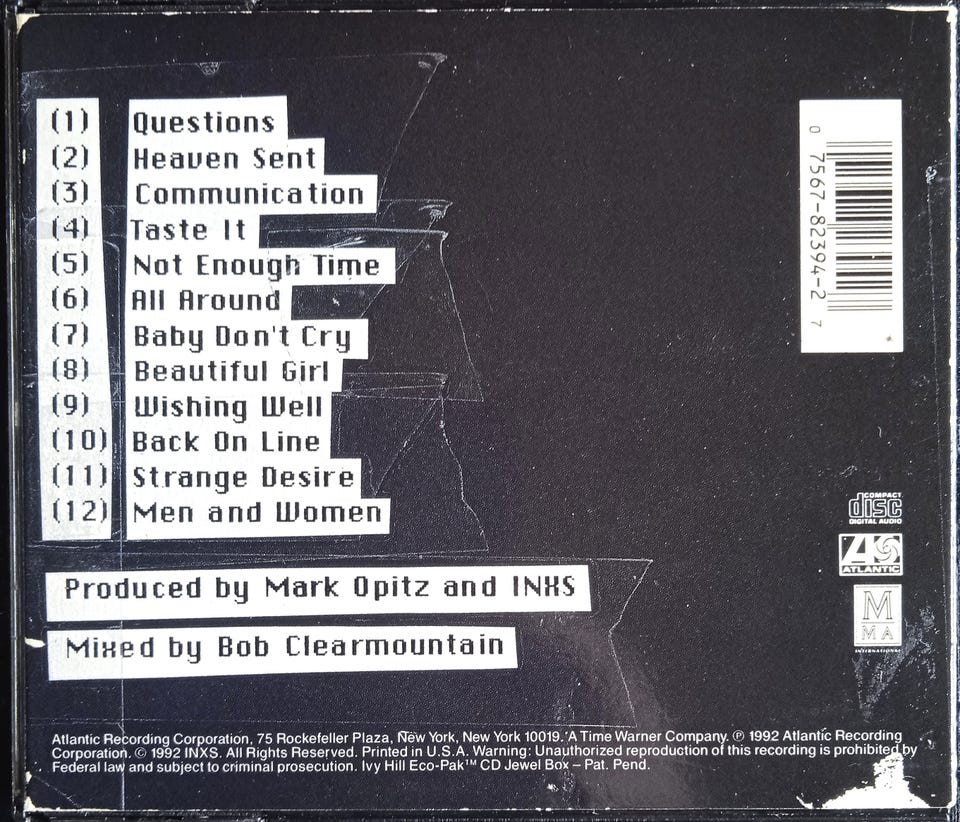 (1) Questions
(2) Heaven Sent
(3) Communication
(4) Taste It
(5) Not Enough Time
(6) All Around
(7) Baby Don't Cry
(8) Beautiful Girl
(9) Wishing Well
(10) Back On Line
(11) Strange Desire
(12) Men and Women
Produced by Mark Opitz and INXS
Mixed by Bob Clearmountain
0 7567-82394-2 7
COMPACT
disc
DIGITAL AUDIO
ATLANTIC
M
MA
INTERNATIONAL
Atlantic Recording Corporation, 75 Rockefeller Plaza, New York, New York 10019. A Time Warner Company. ℗ 1992 Atlantic Recording
Corporation. © 1992 INXS. All Rights Reserved. Printed in U.S.A. Warning: Unauthorized reproduction of this recording is prohibited by
Federal law and subject to criminal prosecution. Ivy Hill Eco-Pak™ CD Jewel Box – Pat. Pend.